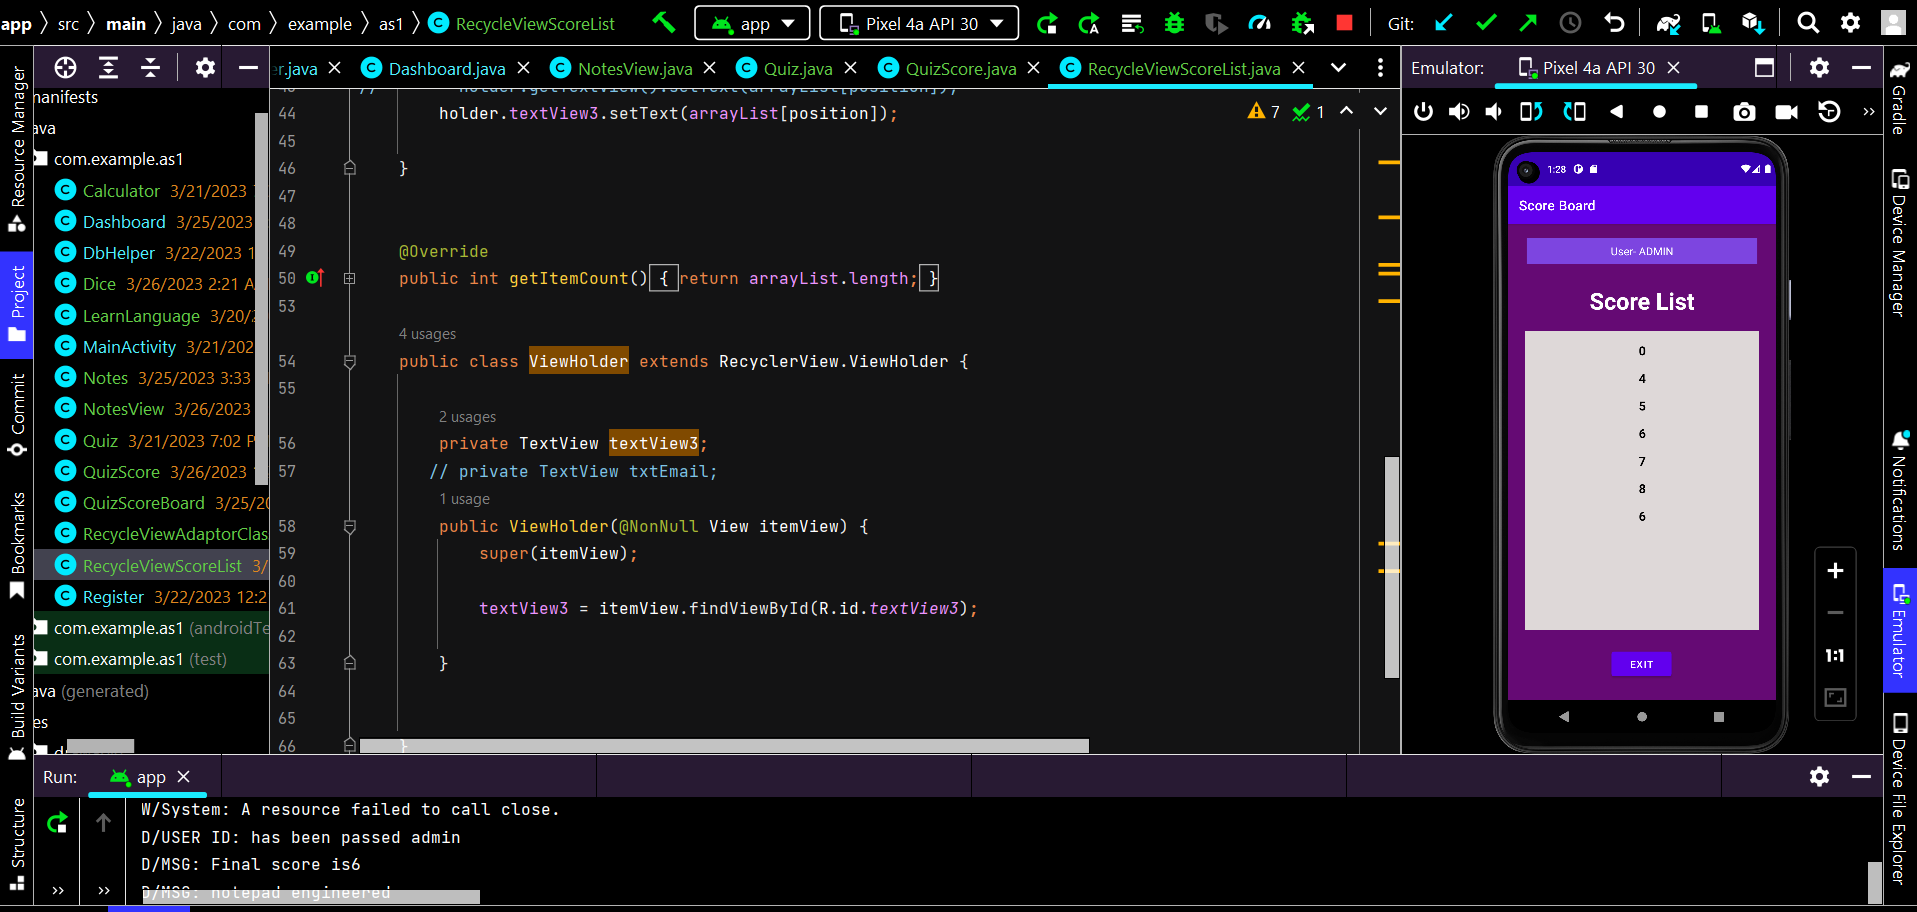 app > src > main > java > com > example > as1 > C RecycleViewScoreList
app
Pixel 4a API 30
Git:
er.java
Dashboard.java
NotesView.java
Quiz.java
QuizScore.java
RecycleViewScoreList.java
Emulator:
Pixel 4a API 30
Resource Manager
Project
Commit
Bookmarks
Build Variants
Structure
manifests
ava
com.example.as1
Calculator 3/21/2023
Dashboard 3/25/2023
DbHelper 3/22/2023 1
Dice 3/26/2023 2:21 A
LearnLanguage 3/20/2
MainActivity 3/21/202
Notes 3/25/2023 3:33
NotesView 3/26/2023
Quiz 3/21/2023 7:02 P
QuizScore 3/26/2023
QuizScoreBoard 3/25/20
RecycleViewAdaptorClas
RecycleViewScoreList 3/
Register 3/22/2023 12:2
com.example.as1 (androidTe
com.example.as1 (test)
ava (generated)
es
// holder.getTextView().setText(arrayList[position]);
7 1
44 holder.textView3.setText(arrayList[position]);
45
46 }
47
48
49 @Override
50 public int getItemCount() { return arrayList.length; }
53
4 usages
54 public class ViewHolder extends RecyclerView.ViewHolder {
55
2 usages
56 private TextView textView3;
57 // private TextView txtEmail;
1 usage
58 public ViewHolder(@NonNull View itemView) {
59 super(itemView);
60
61 textView3 = itemView.findViewById(R.id.textView3);
62
63 }
64
65
66 }
1:28
Score Board
User- ADMIN
Score List
0
4
5
6
7
8
6
EXIT
1:1
Gradle
Device Manager
Notifications
Emulator
Device File Explorer
Run: app
W/System: A resource failed to call close.
D/USER ID: has been passed admin
D/MSG: Final score is6
D/MSG: notepad engineered